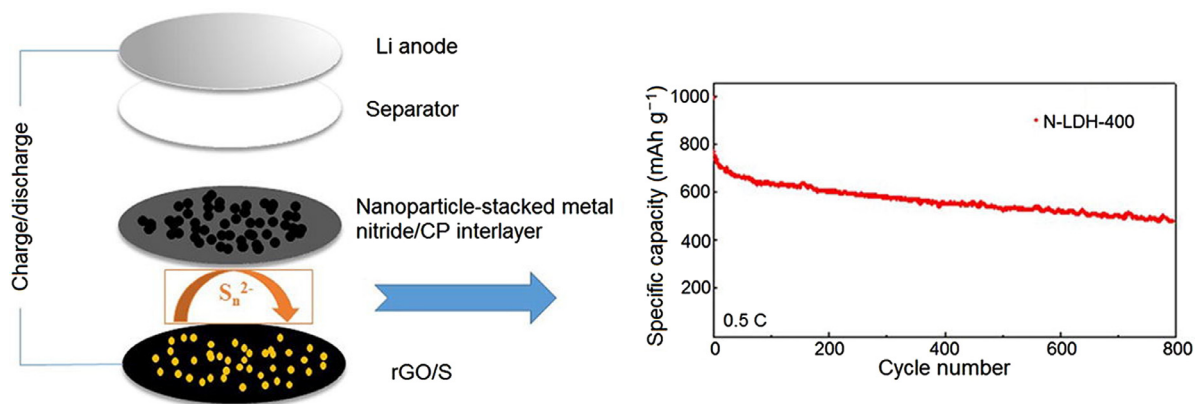 Charge/discharge
Li anode
Separator
Nanoparticle-stacked metal
nitride/CP interlayer
Sₙ²⁻
rGO/S
Specific capacity (mAh g⁻¹)
1000
800
600
400
200
N-LDH-400
0.5 C
0
200
400
600
800
Cycle number